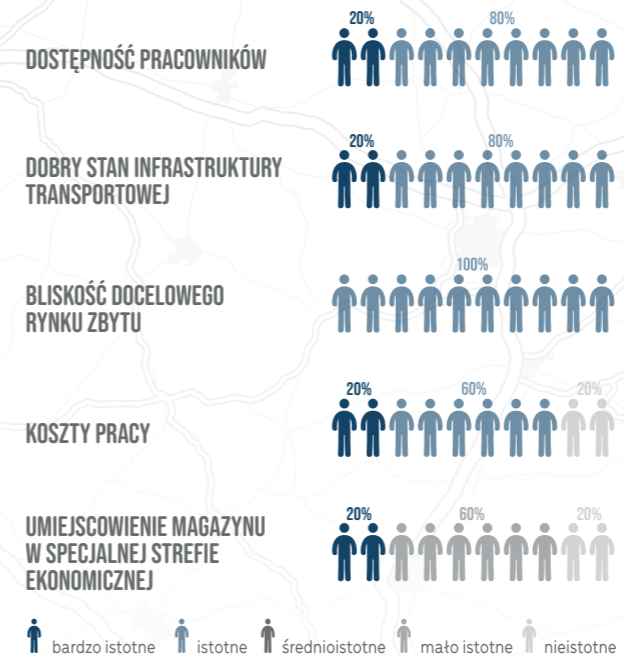 20% 80%
DOSTĘPNOŚĆ PRACOWNIKÓW
20% 80%
DOBRY STAN INFRASTRUKTURY
TRANSPORTOWEJ
100%
BLISKOŚĆ DOCELOWEGO
RYNKU ZBYTU
20% 60% 20%
KOSZTY PRACY
20% 60% 20%
UMIEJSCOWIENIE MAGAZYNU
W SPECJALNEJ STREFIE
EKONOMICZNEJ
bardzo istotne istotne średnioistotne mało istotne nieistotne